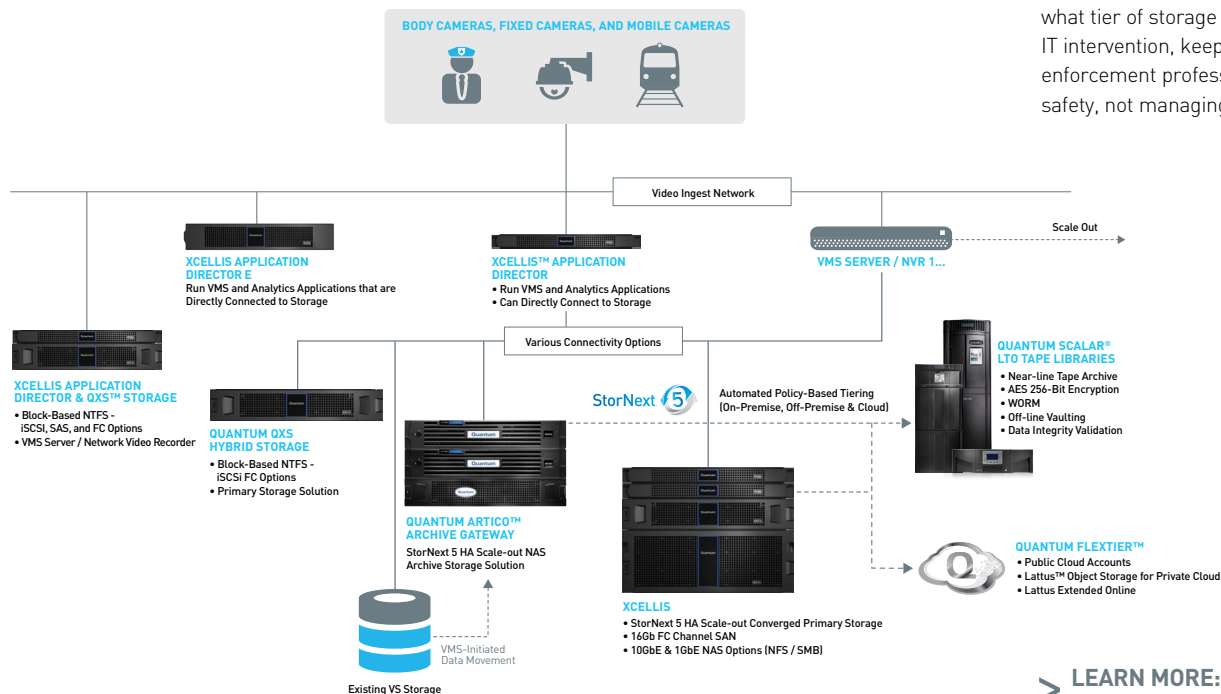 what tier of storage
IT intervention, keep
enforcement profess
safety, not managing
BODY CAMERAS, FIXED CAMERAS, AND MOBILE CAMERAS
Video Ingest Network
Scale Out
XCELLIS APPLICATION
DIRECTOR E
Run VMS and Analytics Applications that are
Directly Connected to Storage
XCELLIS™ APPLICATION
DIRECTOR
• Run VMS and Analytics Applications
• Can Directly Connect to Storage
VMS SERVER / NVR 1...
Various Connectivity Options
XCELLIS APPLICATION
DIRECTOR & QXS™ STORAGE
• Block-Based NTFS -
iSCSI, SAS, and FC Options
• VMS Server / Network Video Recorder
QUANTUM QXS
HYBRID STORAGE
• Block-Based NTFS -
iSCSi FC Options
• Primary Storage Solution
StorNext 5
Automated Policy-Based Tiering
(On-Premise, Off-Premise & Cloud)
QUANTUM SCALAR®
LTO TAPE LIBRARIES
• Near-line Tape Archive
• AES 256-Bit Encryption
• WORM
• Off-line Vaulting
• Data Integrity Validation
Quantum
Quantum
Quantum
QUANTUM ARTICO™
ARCHIVE GATEWAY
StorNext 5 HA Scale-out NAS
Archive Storage Solution
VMS-Initiated
Data Movement
Existing VS Storage
XCELLIS
• StorNext 5 HA Scale-out Converged Primary Storage
• 16Gb FC Channel SAN
• 10GbE & 1GbE NAS Options (NFS / SMB)
Q
QUANTUM FLEXTIER™
• Public Cloud Accounts
• Lattus™ Object Storage for Private Cloud
• Lattus Extended Online
> LEARN MORE: